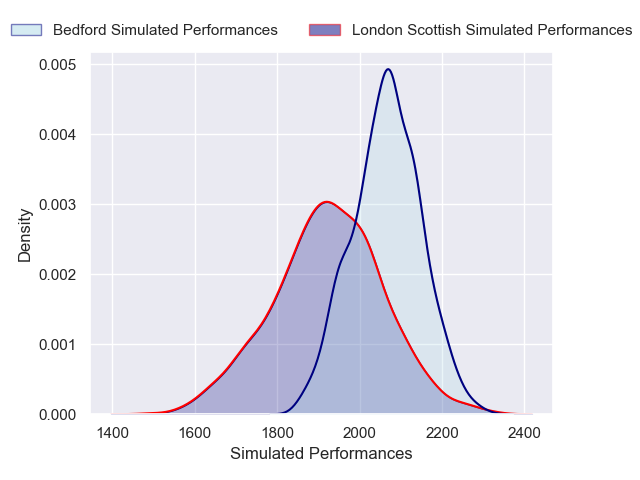 Bedford Simulated Performances
London Scottish Simulated Performances
0.005
0.004
0.003
0.002
0.001
0.000
Density
1400 1600 1800 2000 2200 2400
Simulated Performances